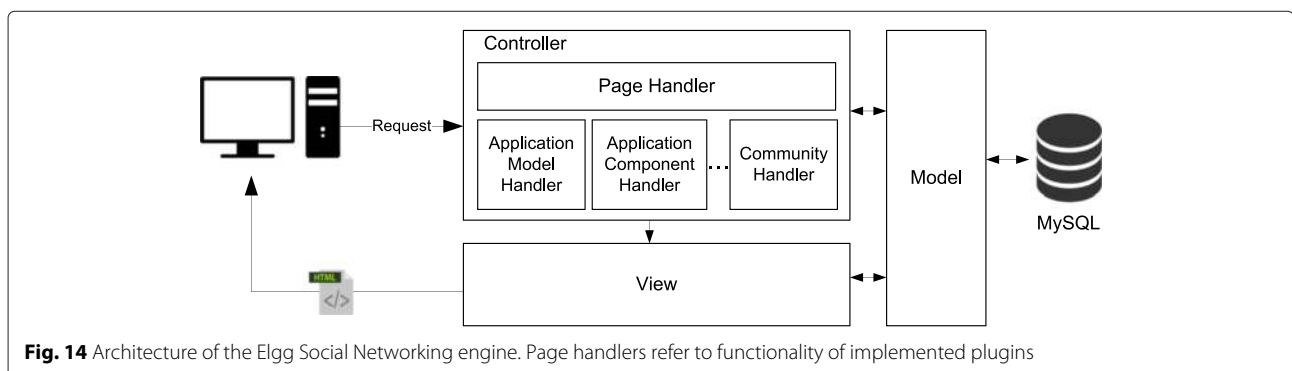 Controller
Page Handler
Request
Application
Model
Handler
Application
Component
Handler
...
Community
Handler
Model
MySQL
View
HTML
</>
Fig. 14 Architecture of the Elgg Social Networking engine. Page handlers refer to functionality of implemented plugins